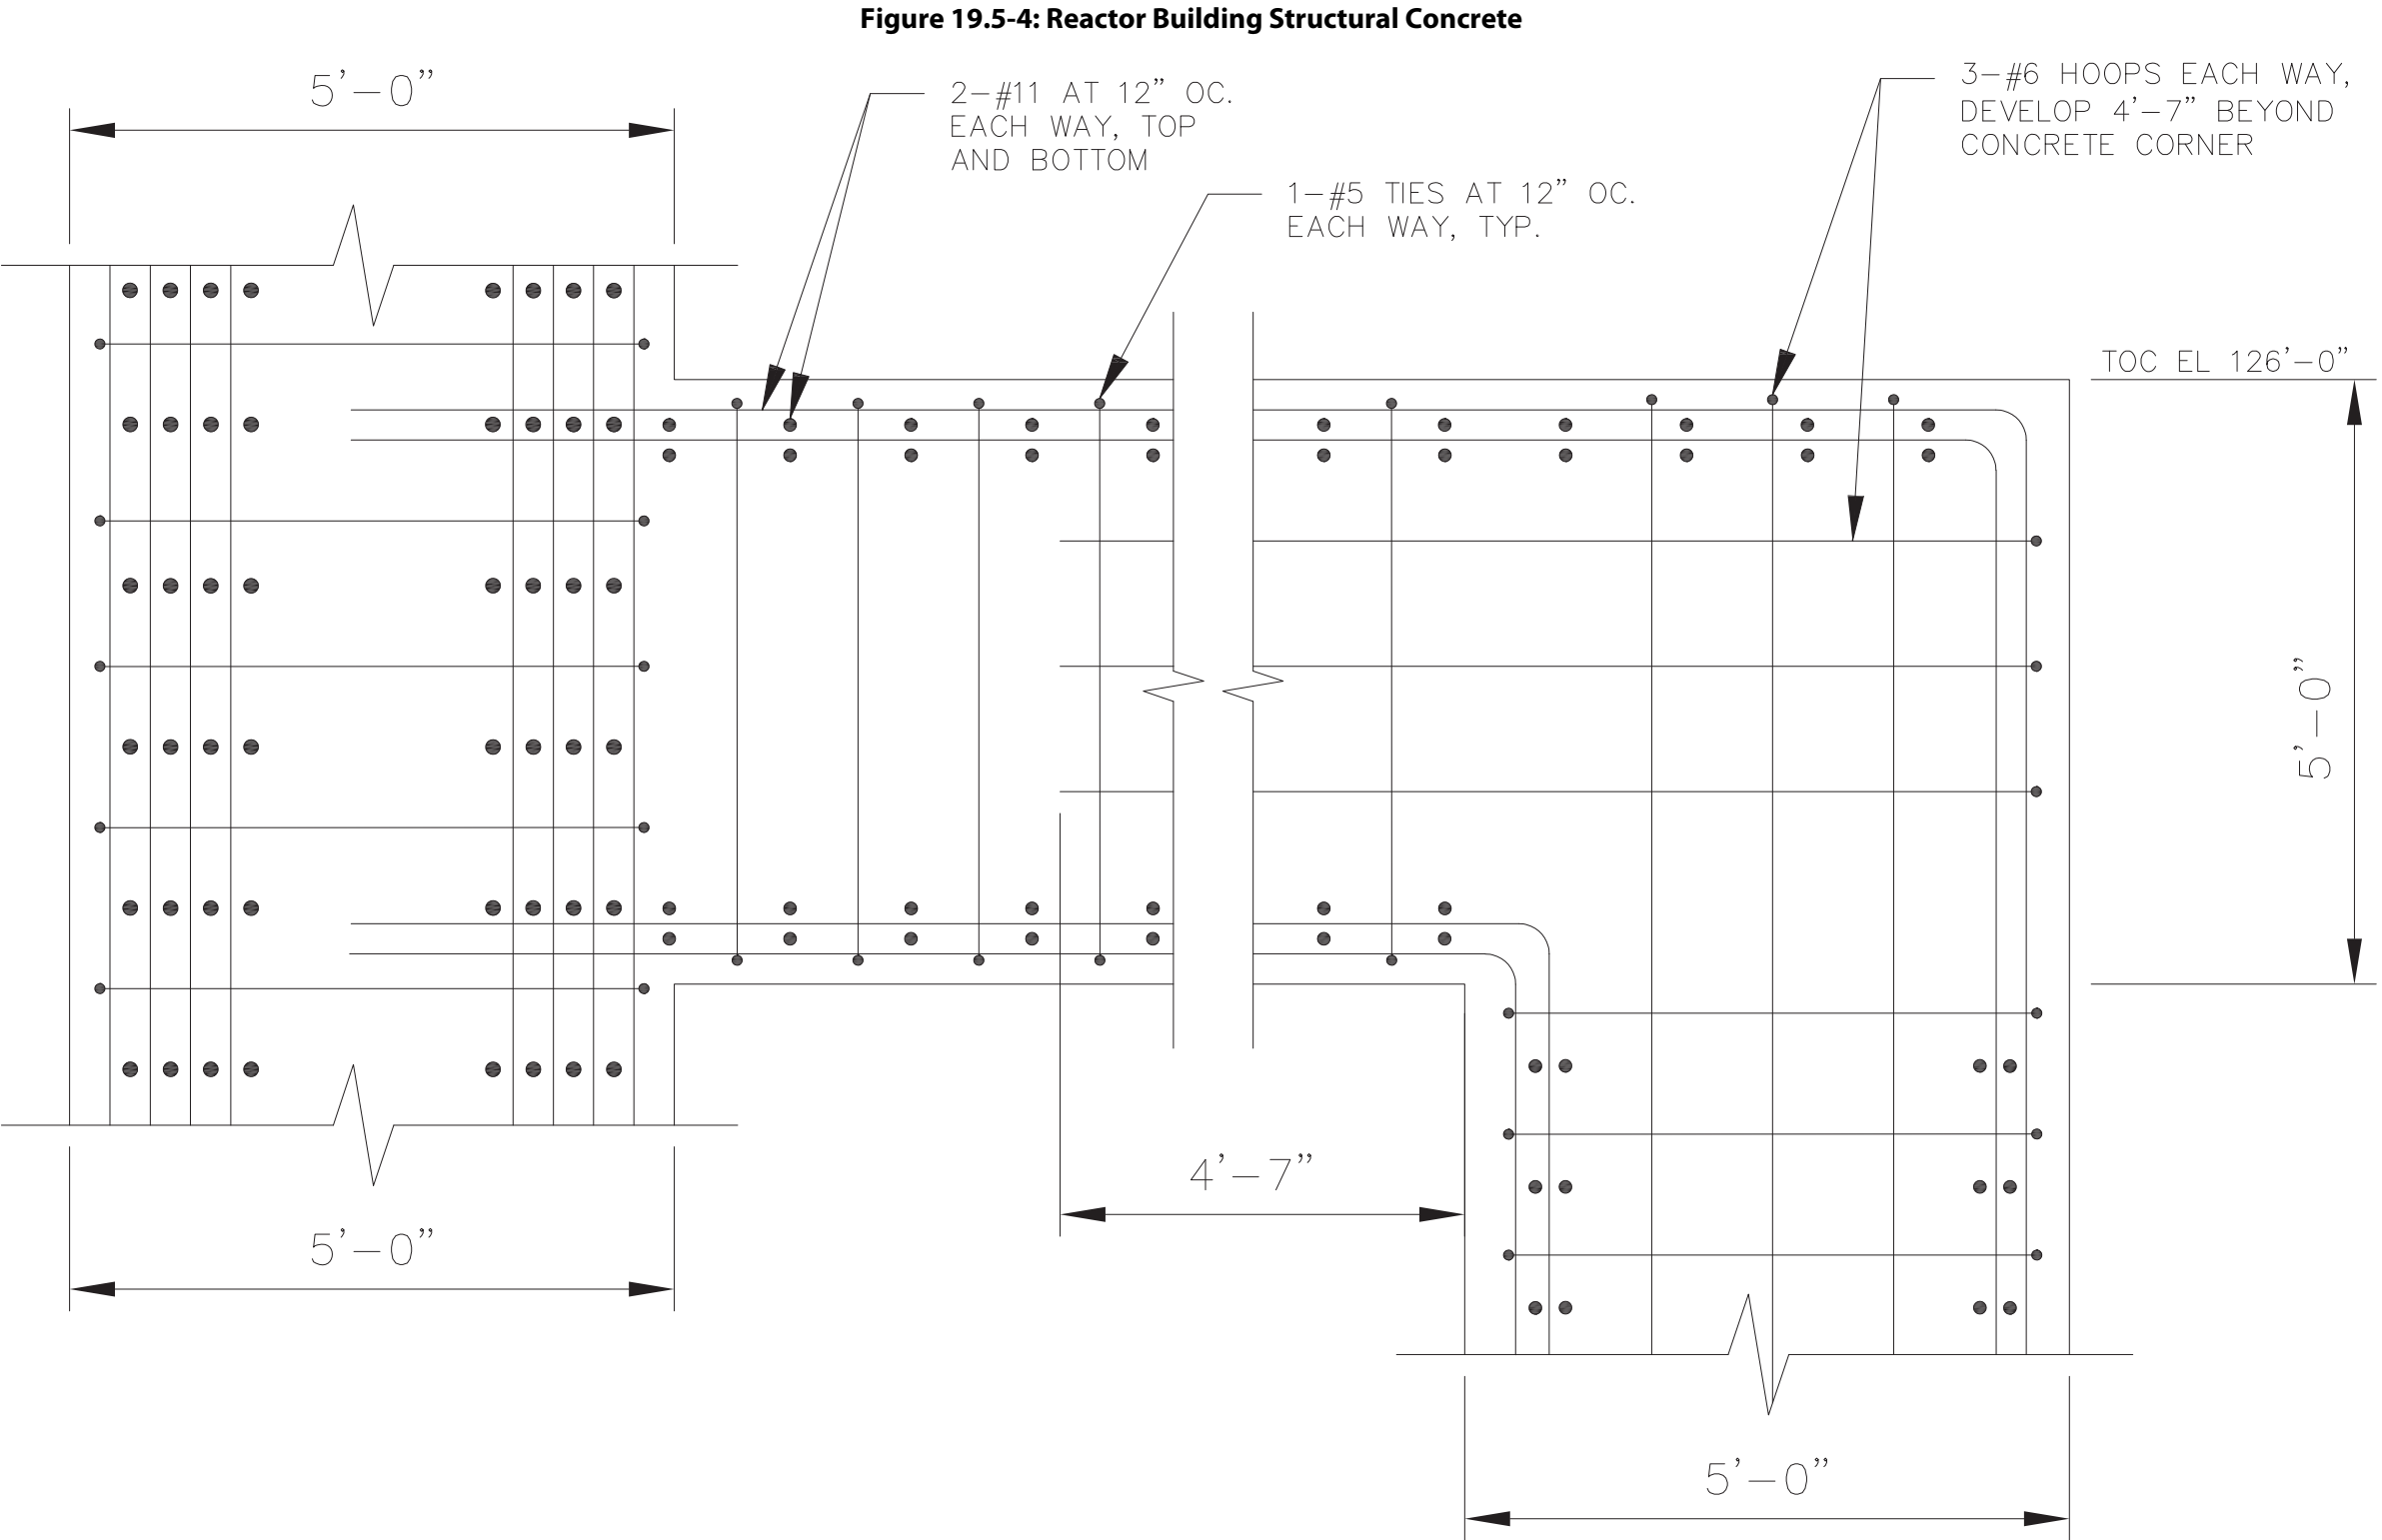 Figure 19.5-4: Reactor Building Structural Concrete
5'-0"
2-#11 AT 12" OC.
EACH WAY, TOP
AND BOTTOM
1-#5 TIES AT 12" OC.
EACH WAY, TYP.
3-#6 HOOPS EACH WAY,
DEVELOP 4'-7" BEYOND
CONCRETE CORNER
TOC EL 126'-0"
5'-0"
4'-7"
5'-0"
5'-0"